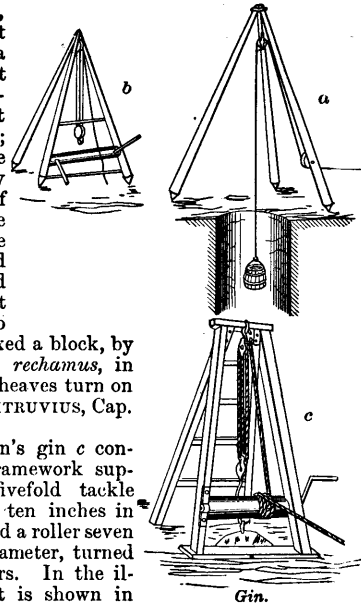 b
a
xed a block, by
rechamus, in
heaves turn on
TRUVIUS, Cap.
n's gin c con-
ramework sup-
ivefold tackle
ten inches in
d a roller seven
ameter, turned
rs. In the il-
t is shown in
c
Gin.